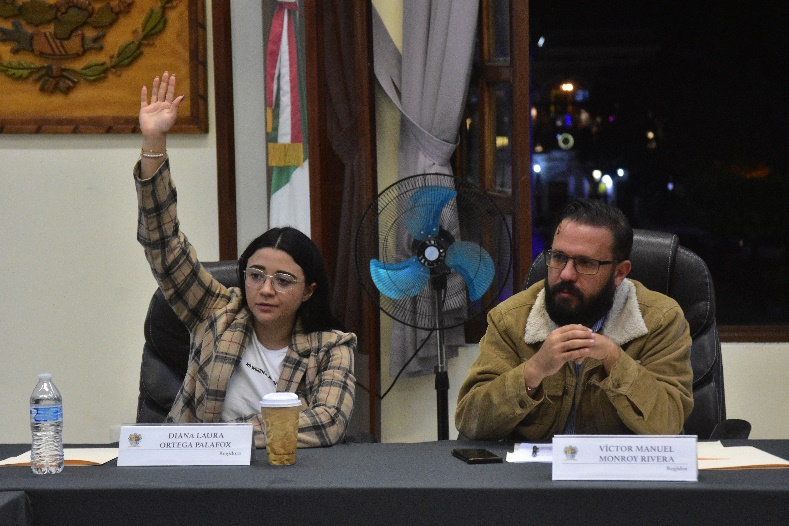 DIANA LAURA
ORTEGA PALAFOX
Regidora
VÍCTOR MANUEL
MONROY RIVERA
Regidor